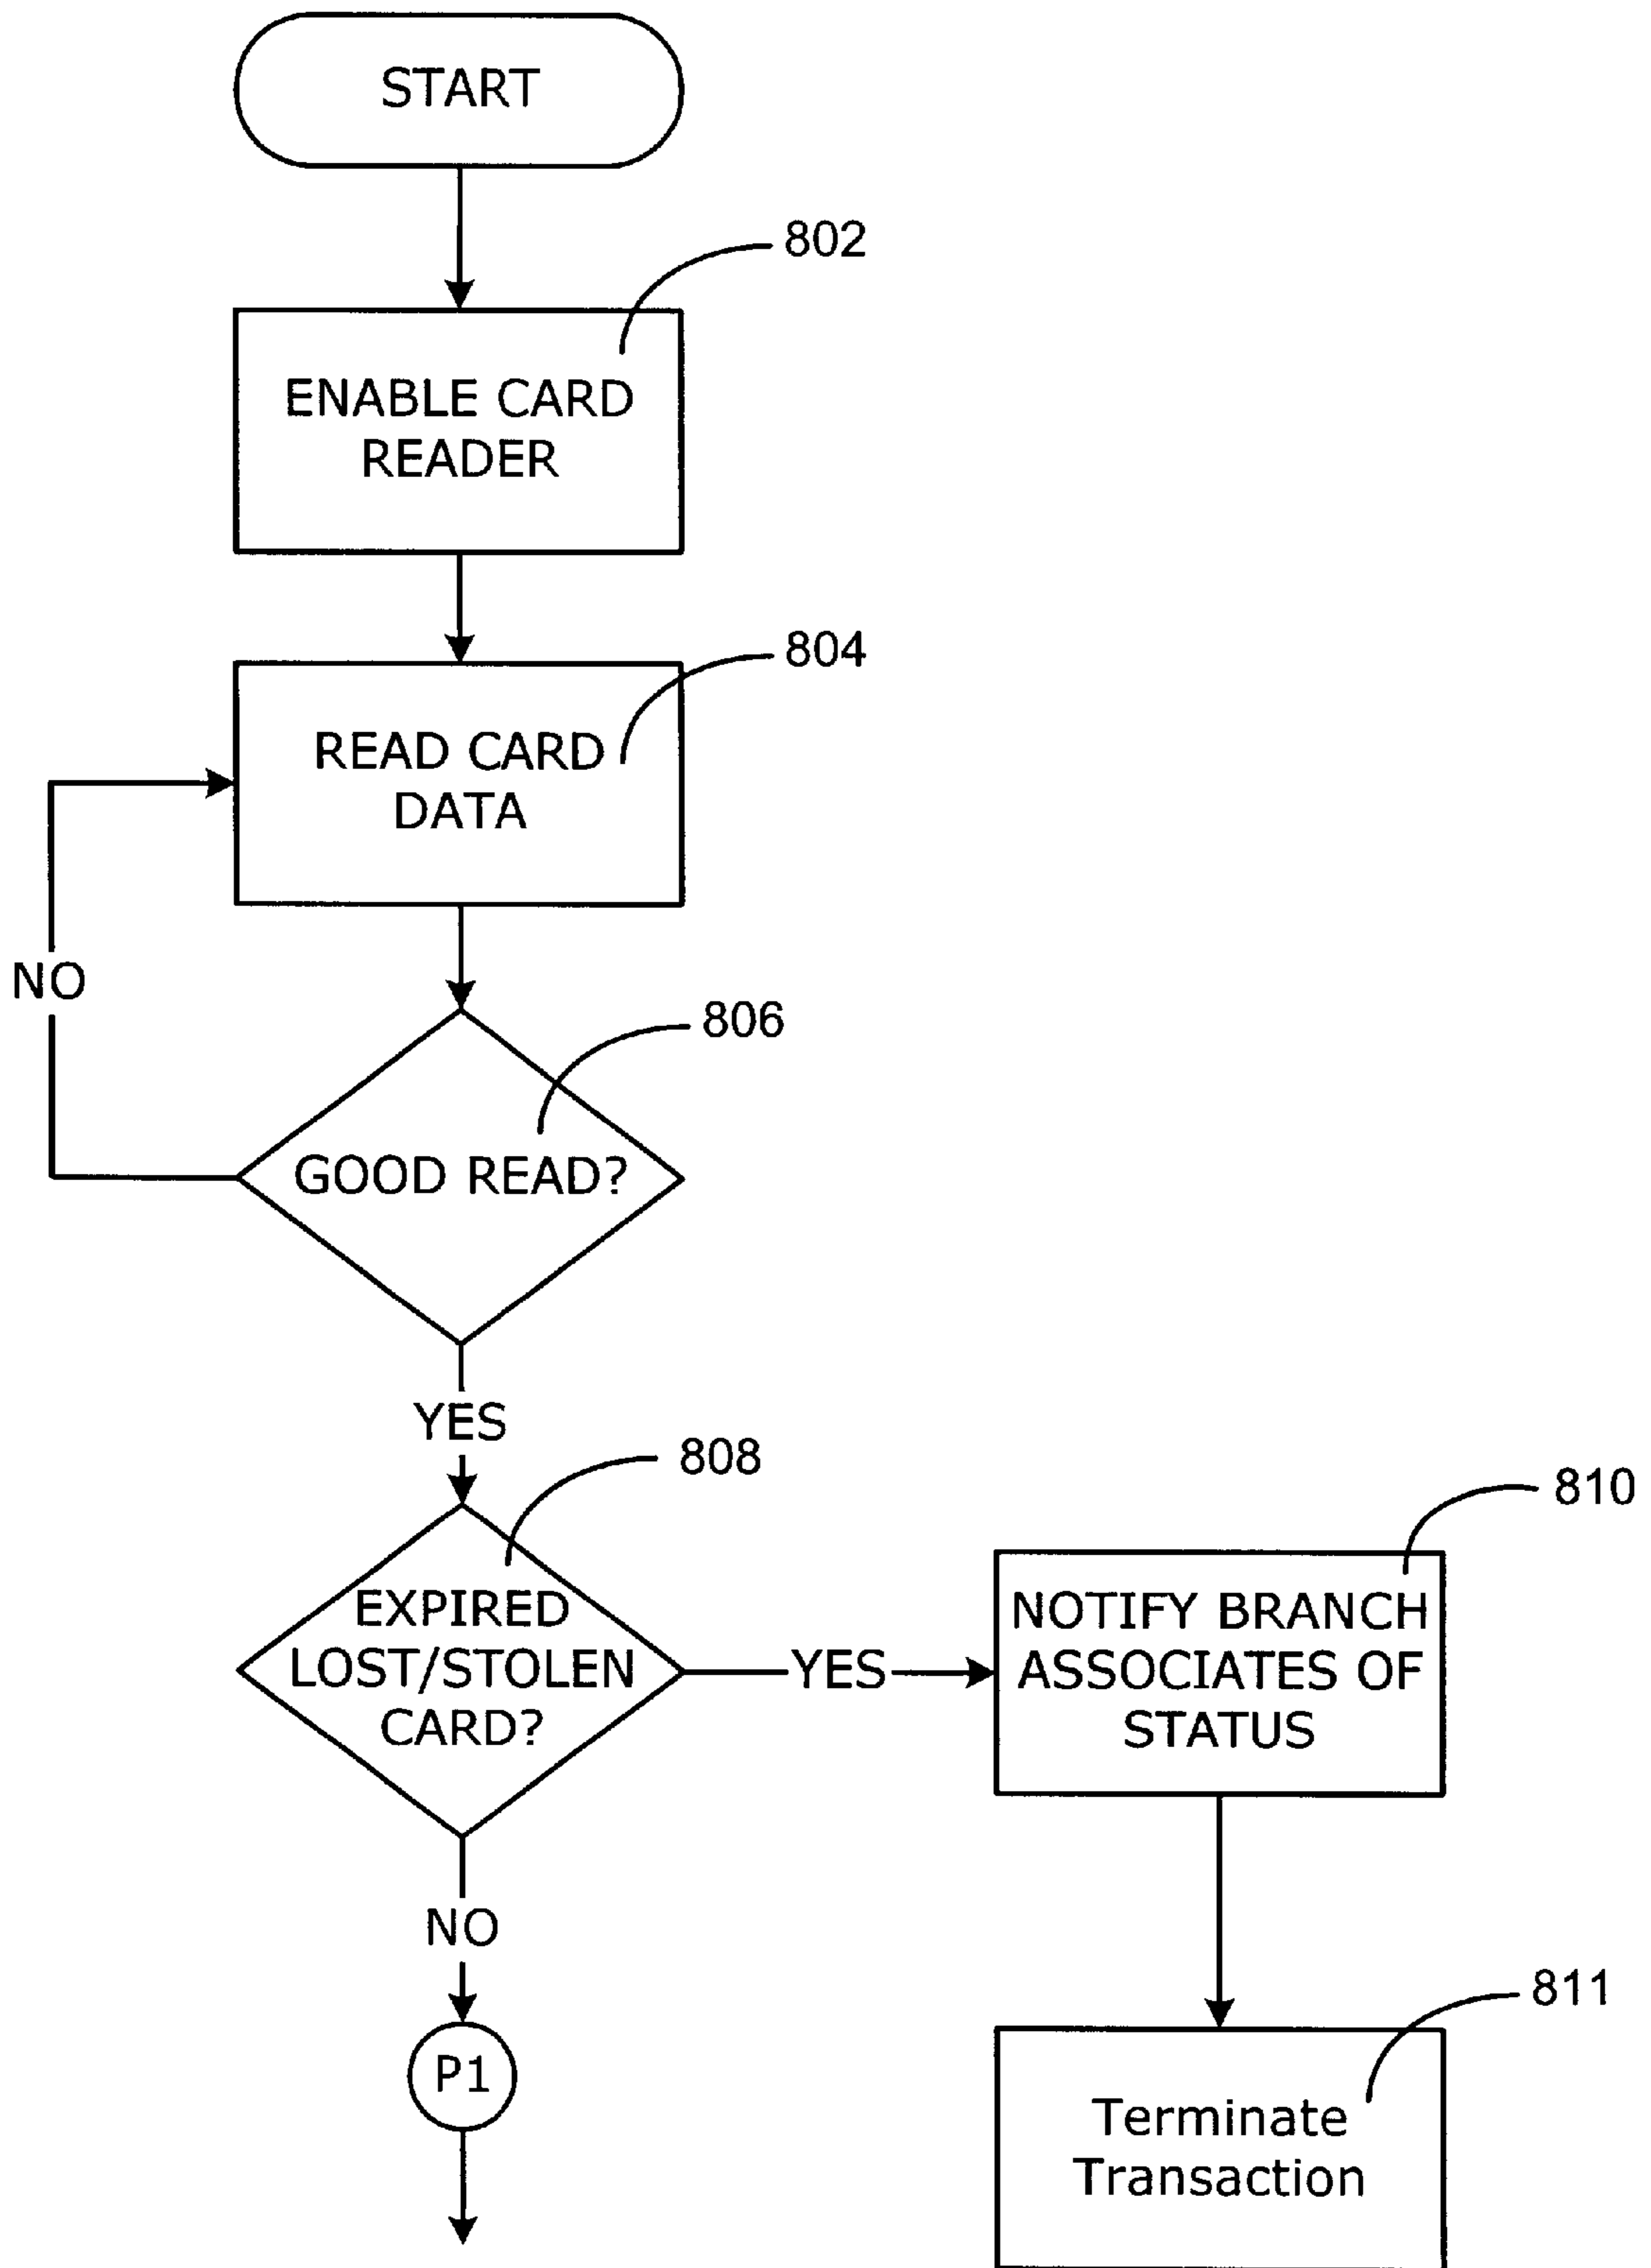 START
802
ENABLE CARD
READER
804
READ CARD
DATA
NO
806
GOOD READ?
YES
808
EXPIRED
LOST/STOLEN
CARD?
YES
810
NOTIFY BRANCH
ASSOCIATES OF
STATUS
NO
P1
811
Terminate
Transaction